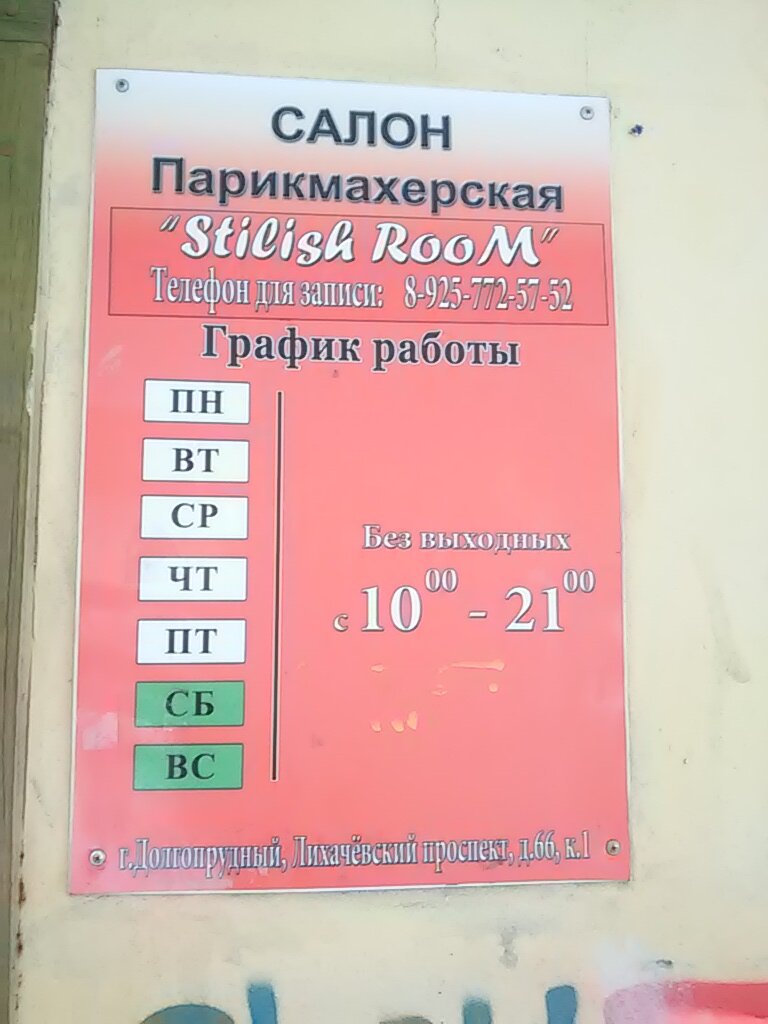 САЛОН
Парикмахерская
"Stilish RooM"
Телефон для записи: 8-925-772-57-52
График работы
ПН
ВТ
СР
ЧТ
ПТ
СБ
ВС
Без выходных
с 10 00 - 21 00
г.Долгопрудный, Лихачёвский проспект, д.66, к.1